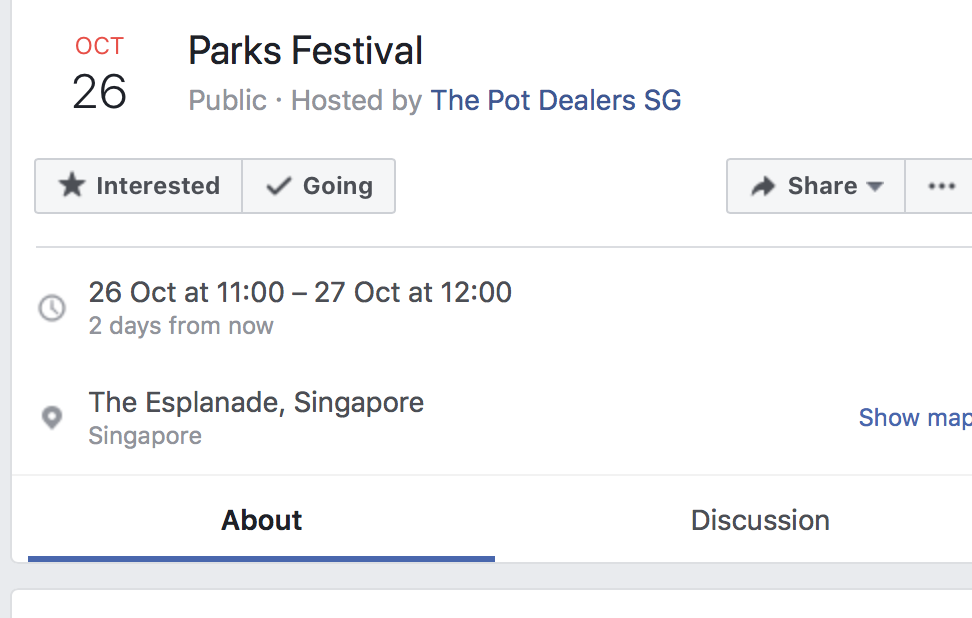 OCT
26
Parks Festival
Public · Hosted by The Pot Dealers SG
Interested
Going
Share
26 Oct at 11:00 – 27 Oct at 12:00
2 days from now
The Esplanade, Singapore
Singapore
Show map
About
Discussion